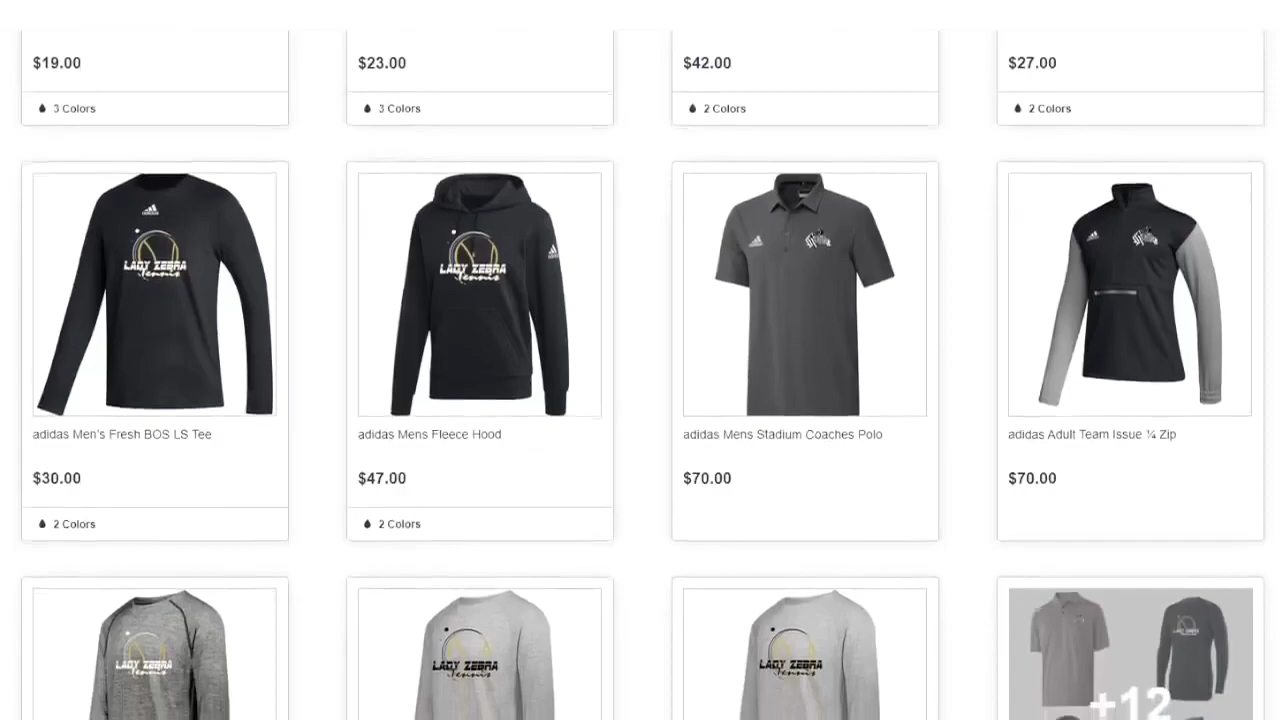 $19.00
$23.00
$42.00
$27.00
3 Colors
3 Colors
2 Colors
2 Colors
adidas
LADY ZEBRA
Tennis
LADY ZEBRA
Tennis
adidas Men's Fresh BOS LS Tee
adidas Mens Fleece Hood
adidas Mens Stadium Coaches Polo
adidas Adult Team Issue ¼ Zip
$30.00
$47.00
$70.00
$70.00
2 Colors
2 Colors
LADY ZEBRA
Tennis
LADY ZEBRA
Tennis
LADY ZEBRA
Tennis
+12